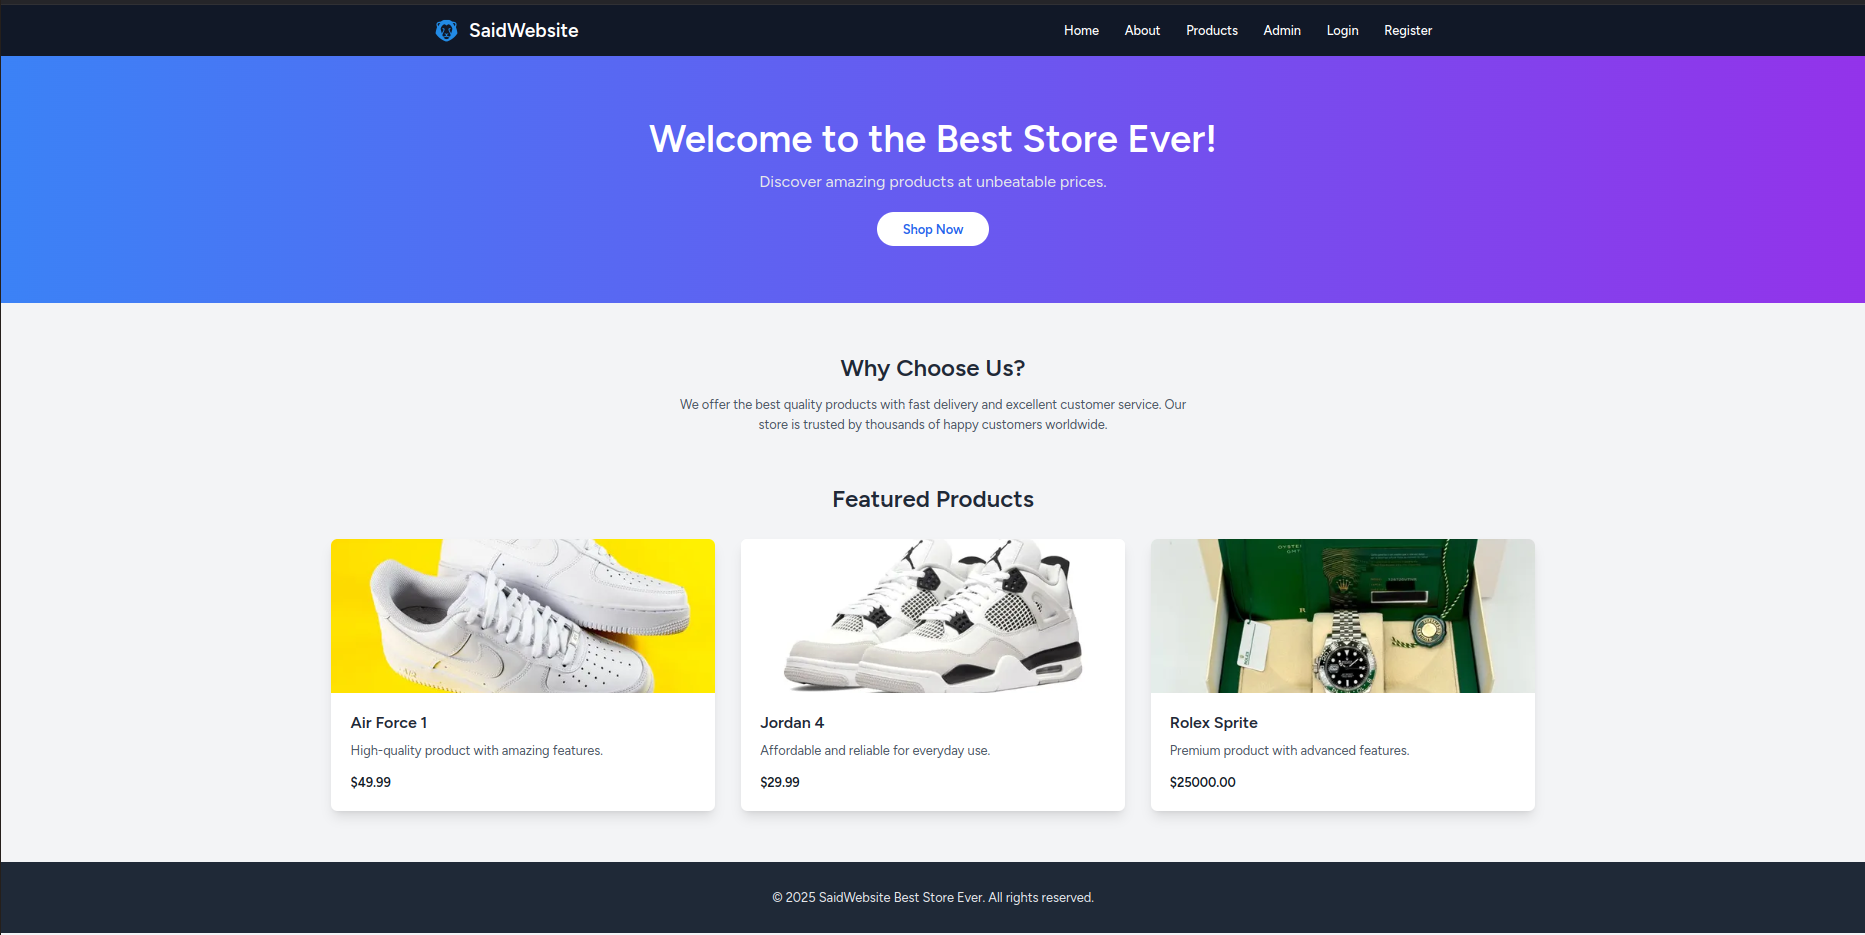 SaidWebsite
Home About Products Admin Login Register
Welcome to the Best Store Ever!
Discover amazing products at unbeatable prices.
Shop Now
Why Choose Us?
We offer the best quality products with fast delivery and excellent customer service. Our
store is trusted by thousands of happy customers worldwide.
Featured Products
Air Force 1
High-quality product with amazing features.
$49.99
Jordan 4
Affordable and reliable for everyday use.
$29.99
Rolex Sprite
Premium product with advanced features.
$25000.00
© 2025 SaidWebsite Best Store Ever. All rights reserved.